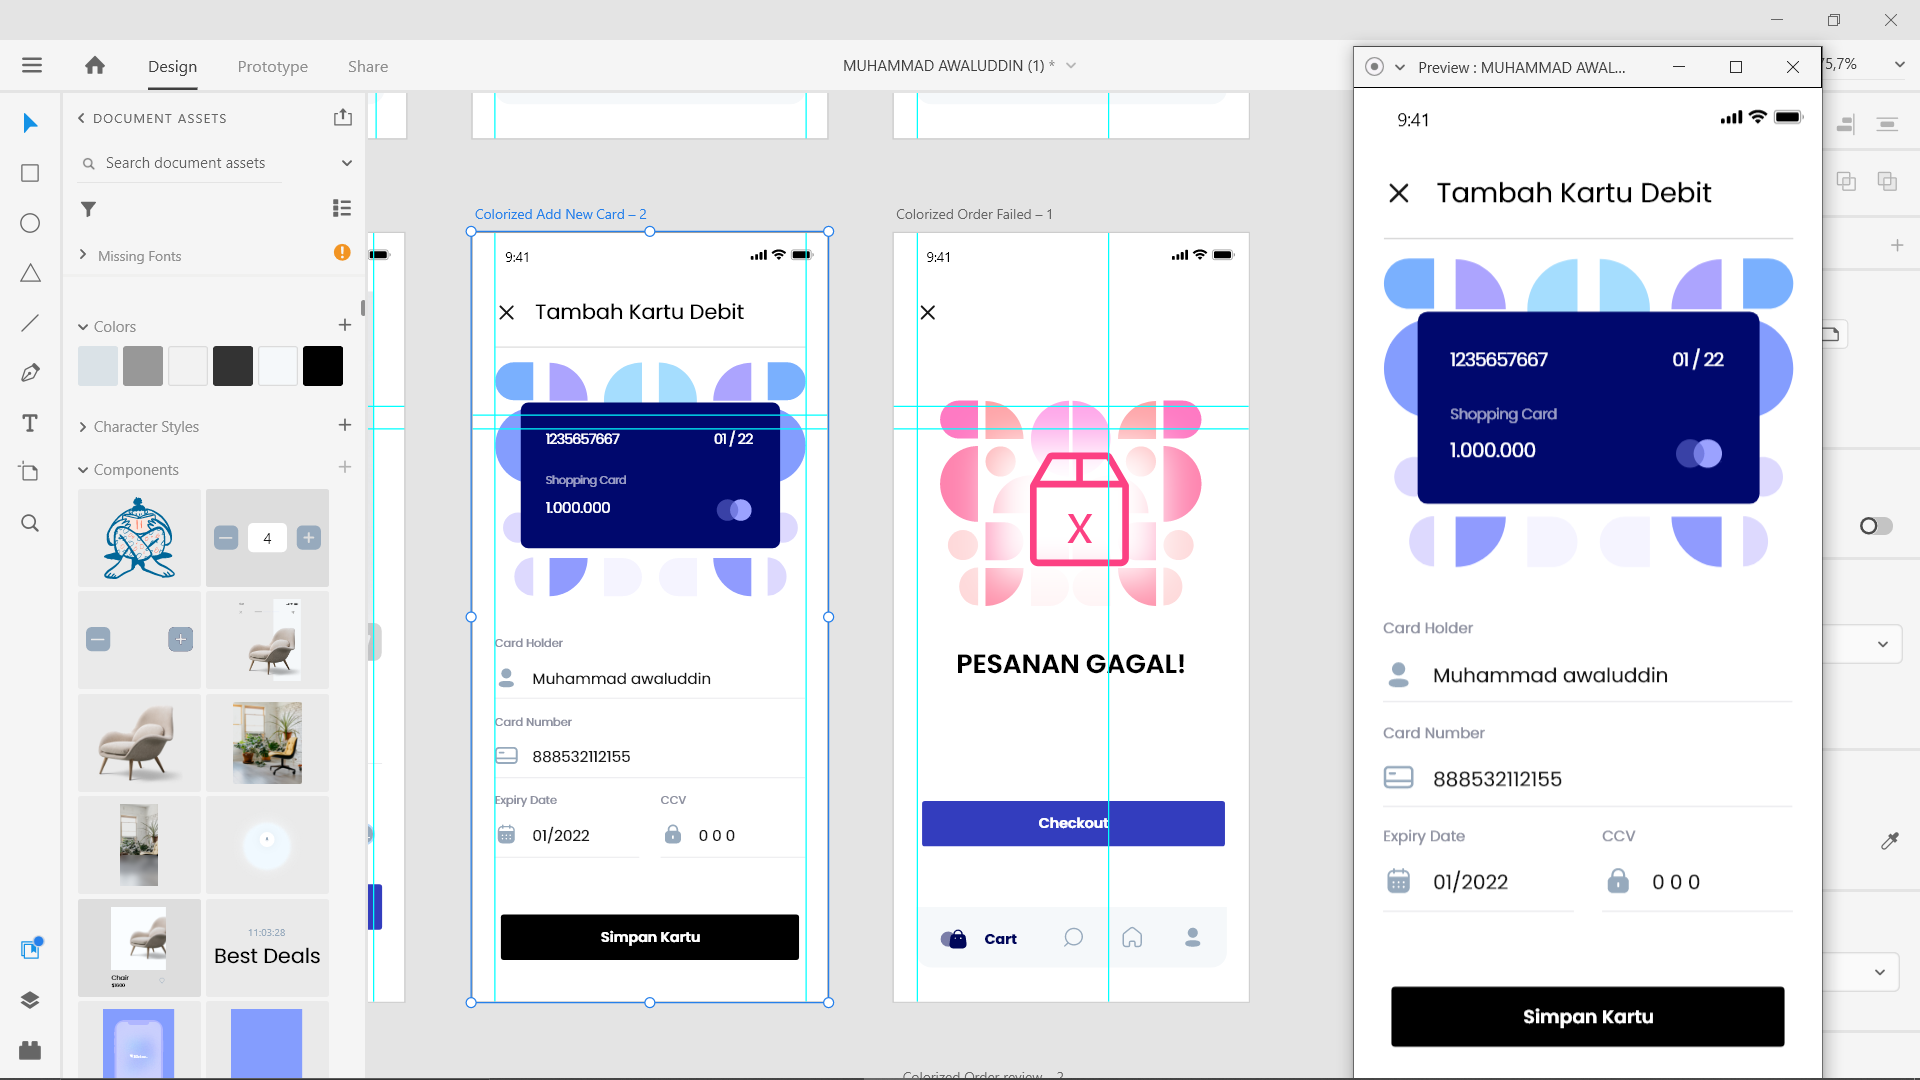 Design
Prototype
Share
MUHAMMAD AWALUDDIN (1) *
75,7%
DOCUMENT ASSETS
Search document assets
Missing Fonts
Colors
Character Styles
Components
4
Chair
11:03:28
Best Deals
Colorized Add New Card – 2
9:41
Tambah Kartu Debit
1235657667
01 / 22
Shopping Card
1.000.000
Card Holder
Muhammad awaluddin
Card Number
888532112155
Expiry Date
CCV
01/2022
0 0 0
Simpan Kartu
Colorized Order Failed – 1
9:41
X
PESANAN GAGAL!
Checkout
Cart
Colorized Order review – 2
Preview : MUHAMMAD AWAL...
9:41
Tambah Kartu Debit
1235657667
01 / 22
Shopping Card
1.000.000
Card Holder
Muhammad awaluddin
Card Number
888532112155
Expiry Date
CCV
01/2022
0 0 0
Simpan Kartu